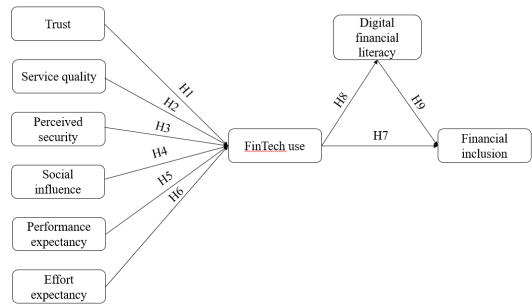 Trust
Service quality
Perceived
security
Social
influence
Performance
expectancy
Effort
expectancy
H1
H2
H3
H4
H5
H6
FinTech use
Digital
financial
literacy
H8
H9
H7
Financial
inclusion